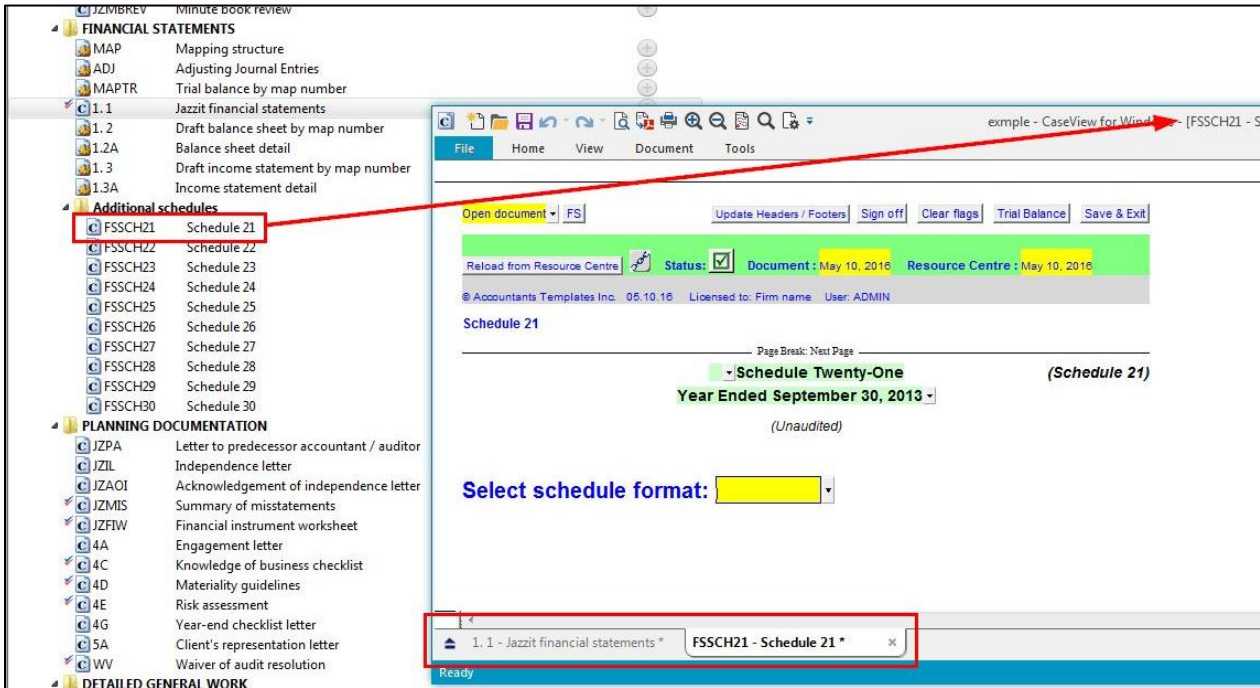 JZMBREV Minute book review
FINANCIAL STATEMENTS
MAP Mapping structure
ADJ Adjusting Journal Entries
MAPTR Trial balance by map number
1. 1 Jazzit financial statements
1. 2 Draft balance sheet by map number
1.2A Balance sheet detail
1. 3 Draft income statement by map number
1.3A Income statement detail
Additional schedules
FSSCH21 Schedule 21
FSSCH22 Schedule 22
FSSCH23 Schedule 23
FSSCH24 Schedule 24
FSSCH25 Schedule 25
FSSCH26 Schedule 26
FSSCH27 Schedule 27
FSSCH28 Schedule 28
FSSCH29 Schedule 29
FSSCH30 Schedule 30
PLANNING DOCUMENTATION
JZPA Letter to predecessor accountant / auditor
JZIL Independence letter
JZAOI Acknowledgement of independence letter
JZMIS Summary of misstatements
JZFIW Financial instrument worksheet
4A Engagement letter
4C Knowledge of business checklist
4D Materiality guidelines
4E Risk assessment
4G Year-end checklist letter
5A Client's representation letter
WV Waiver of audit resolution
DETAILED GENERAL WORK
exmple - CaseView for - [FSSCH21 - S
File Home View Document Tools
Open document FS Update Headers / Footers Sign off Clear flags Trial Balance Save & Exit
Reload from Resource Centre Status: Document : May 10, 2016 Resource Centre : May 10, 2016
© Accountants Templates Inc. 05.10.16 Licensed to: Firm name User: ADMIN
Schedule 21
Page Break: Next Page
Schedule Twenty-One (Schedule 21)
Year Ended September 30, 2013
(Unaudited)
Select schedule format:
1. 1 - Jazzit financial statements * FSSCH21 - Schedule 21 *
Ready